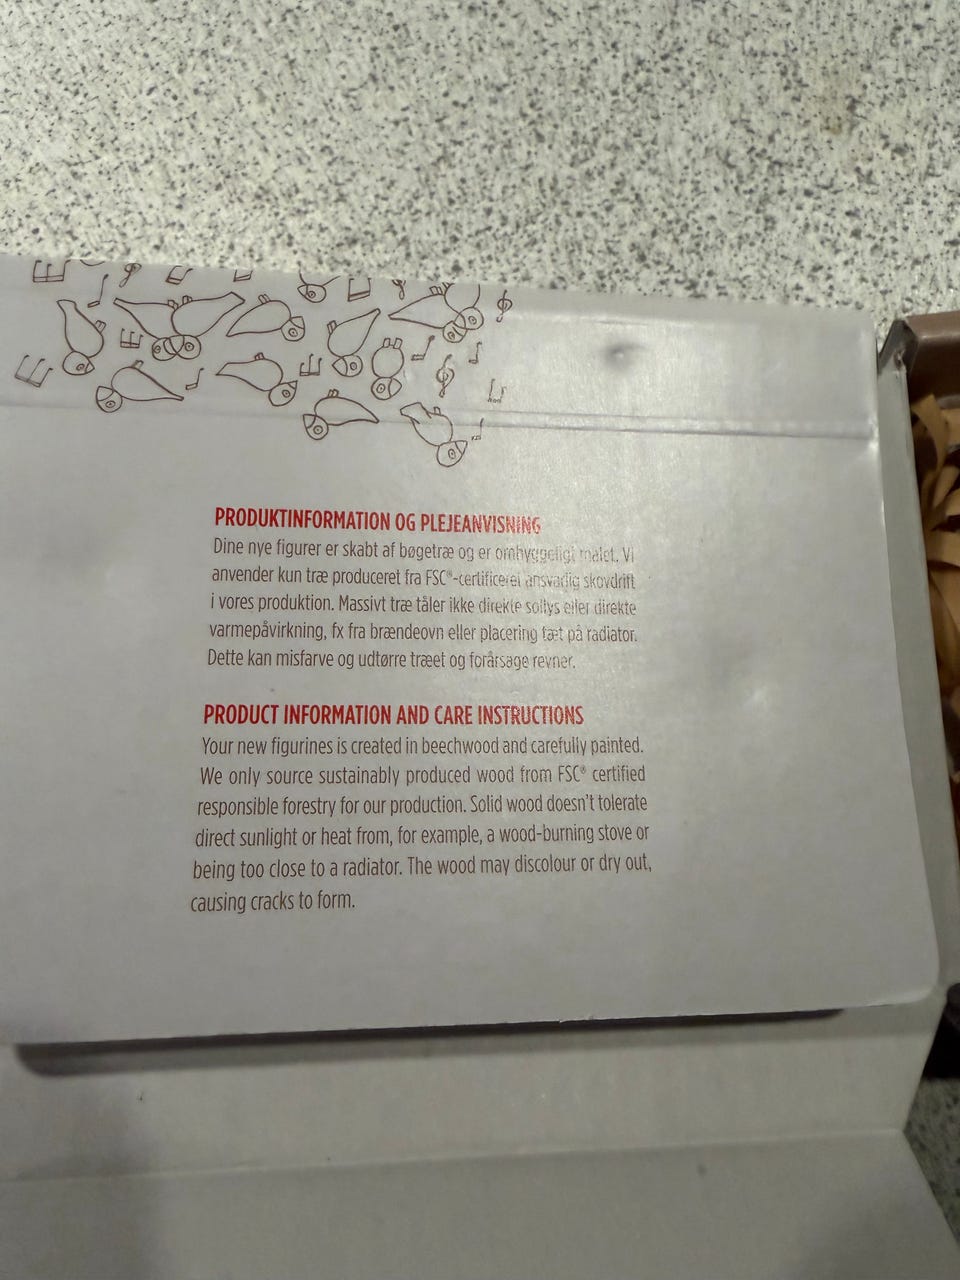 PRODUKTINFORMATION OG PLEJEANVISNING
Dine nye figurer er skabt af bøgetræ og er omhyggeligt malet. Vi
anvender kun træ produceret fra FSC®-certificeret ansvarlig skovdrift
i vores produktion. Massivt træ tåler ikke direkte sollys eller direkte
varmepåvirkning, fx fra brændeovn eller placering tæt på radiator.
Dette kan misfarve og udtørre træet og forårsage revner.
PRODUCT INFORMATION AND CARE INSTRUCTIONS
Your new figurines is created in beechwood and carefully painted.
We only source sustainably produced wood from FSC® certified
responsible forestry for our production. Solid wood doesn't tolerate
direct sunlight or heat from, for example, a wood-burning stove or
being too close to a radiator. The wood may discolour or dry out,
causing cracks to form.